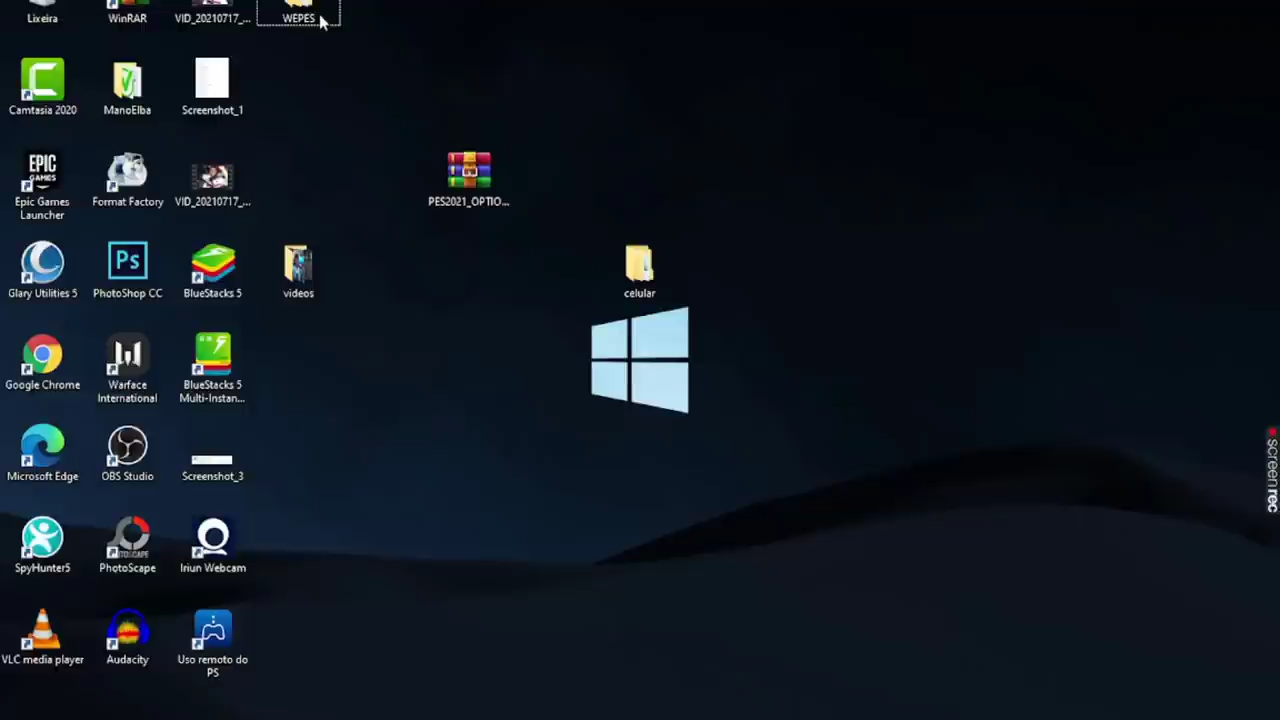 Lixeira
WinRAR
VID_20210717_...
WEPES
Camtasia 2020
ManoElba
Screenshot_1
EPIC
GAMES
Epic Games
Launcher
Format Factory
VID_20210717_...
PES2021_OPTIO...
Glary Utilities 5
Ps
PhotoShop CC
BlueStacks 5
videos
celular
Google Chrome
Warface
International
BlueStacks 5
Multi-Instan...
Microsoft Edge
OBS Studio
Screenshot_3
screenrec
SpyHunter5
PhotoScape
Iriun Webcam
VLC media player
Audacity
Uso remoto do
PS